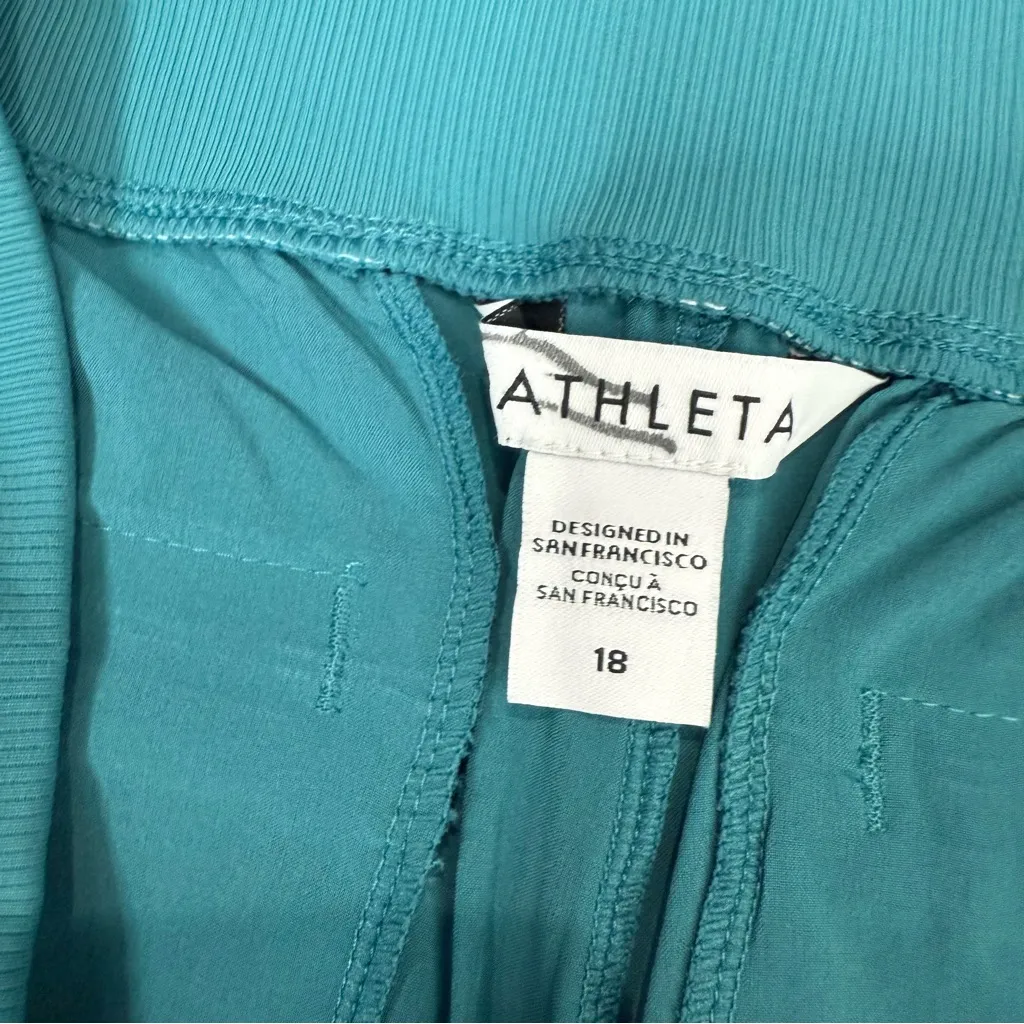 ATHLETA
DESIGNED IN
SAN FRANCISCO
CONÇU À
SAN FRANCISCO
18